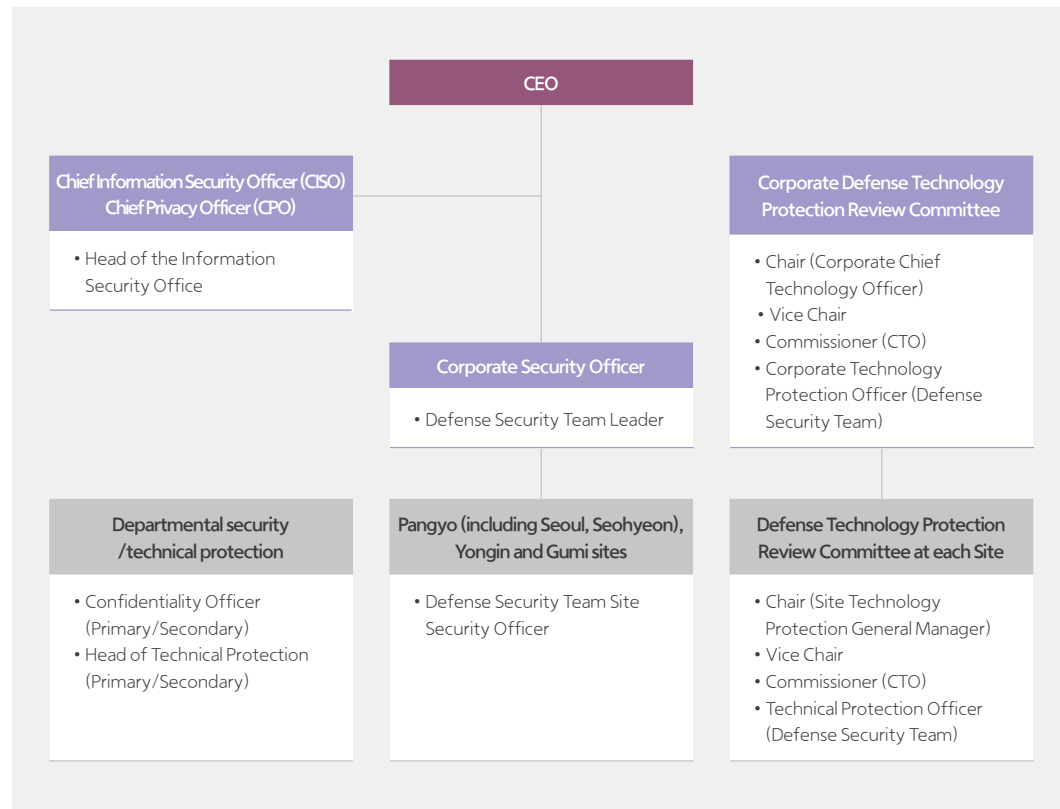 CEO
Chief Information Security Officer (CISO)
Chief Privacy Officer (CPO)
• Head of the Information
Security Office
Corporate Defense Technology
Protection Review Committee
• Chair (Corporate Chief
Technology Officer)
• Vice Chair
• Commissioner (CTO)
• Corporate Technology
Protection Officer (Defense
Security Team)
Corporate Security Officer
• Defense Security Team Leader
Departmental security
/technical protection
• Confidentiality Officer
(Primary/Secondary)
• Head of Technical Protection
(Primary/Secondary)
Pangyo (including Seoul, Seohyeon),
Yongin and Gumi sites
• Defense Security Team Site
Security Officer
Defense Technology Protection
Review Committee at each Site
• Chair (Site Technology
Protection General Manager)
• Vice Chair
• Commissioner (CTO)
• Technical Protection Officer
(Defense Security Team)